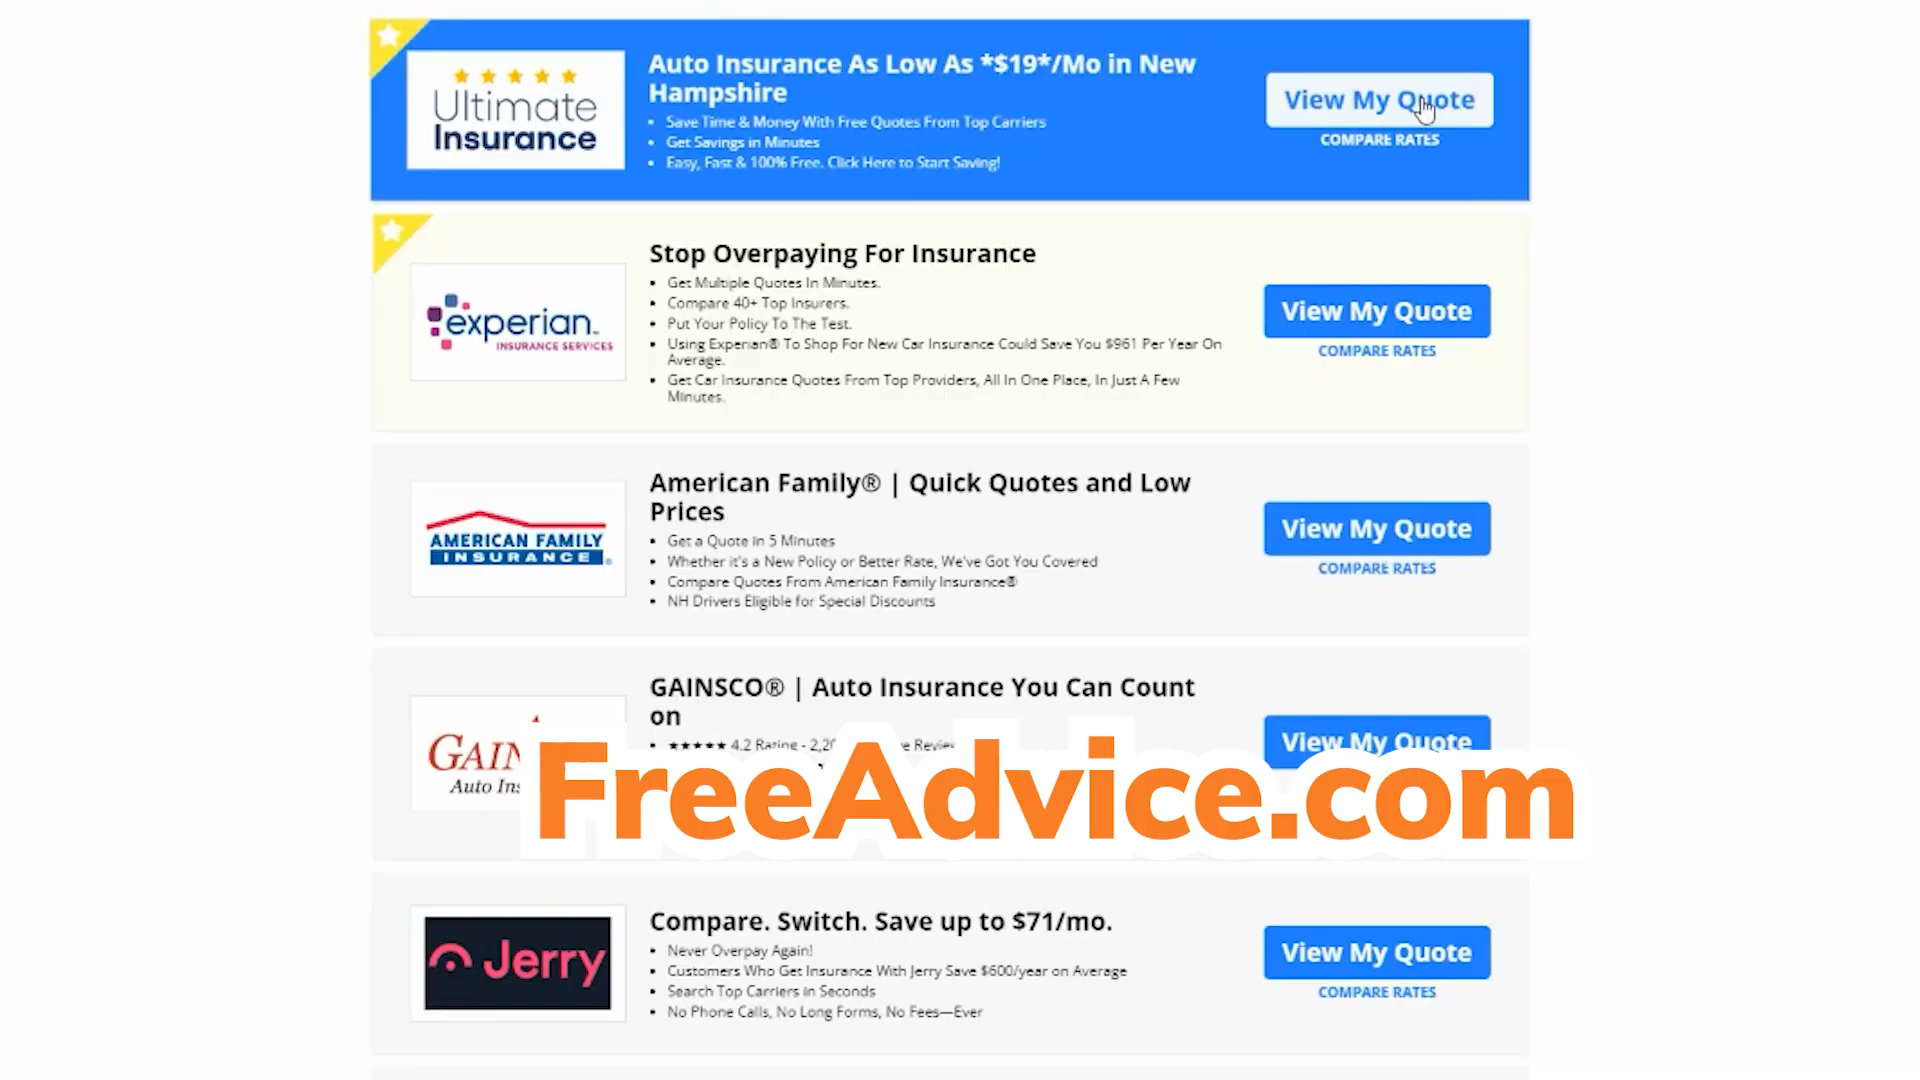 Ultimate
Insurance
Auto Insurance As Low As *$19*/Mo in New
Hampshire
• Save Time & Money With Free Quotes From Top Carriers
• Get Savings in Minutes
• Easy, Fast & 100% Free. Click Here to Start Saving!
View My Quote
COMPARE RATES
experian.
INSURANCE SERVICES
Stop Overpaying For Insurance
• Get Multiple Quotes In Minutes.
• Compare 40+ Top Insurers.
• Put Your Policy To The Test.
• Using Experian® To Shop For New Car Insurance Could Save You $961 Per Year On
Average.
• Get Car Insurance Quotes From Top Providers, All In One Place, In Just A Few
Minutes.
View My Quote
COMPARE RATES
AMERICAN FAMILY
INSURANCE®
American Family® | Quick Quotes and Low
Prices
• Get a Quote in 5 Minutes
• Whether it's a New Policy or Better Rate, We've Got You Covered
• Compare Quotes From American Family Insurance®
• NH Drivers Eligible for Special Discounts
View My Quote
COMPARE RATES
Auto
GAINSCO® | Auto Insurance You Can Count
on
• ★★★★★ 4.2 Rating -
View My Quote
FreeAdvice.com
Jerry
Compare. Switch. Save up to $71/mo.
• Never Overpay Again!
• Customers Who Get Insurance With Jerry Save $600/year on Average
• Search Top Carriers in Seconds
• No Phone Calls, No Long Forms, No Fees—Ever
View My Quote
COMPARE RATES